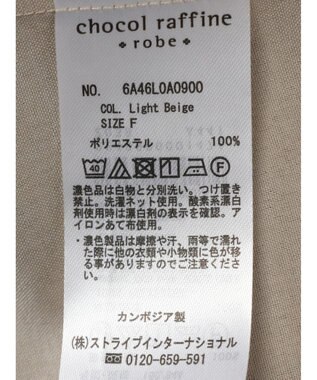 chocol raffine
robe
NO. 6A46L0A0900
COL. Light Beige
SIZE F
ポリエステル 100%
40 F
濃色品は白物と分別洗い。つけ置き
禁止。洗濯ネット使用。酸素系漂白
剤使用時は漂白剤の表示を確認。ア
イロンあて布使用。
・濃色製品は摩擦や汗、雨等で濡れ
た際に他の衣類や小物類に色が移
る事がありますのでご注意くださ
い。
カンボジア製
(株)ストライプインターナショナル
0120-659-591